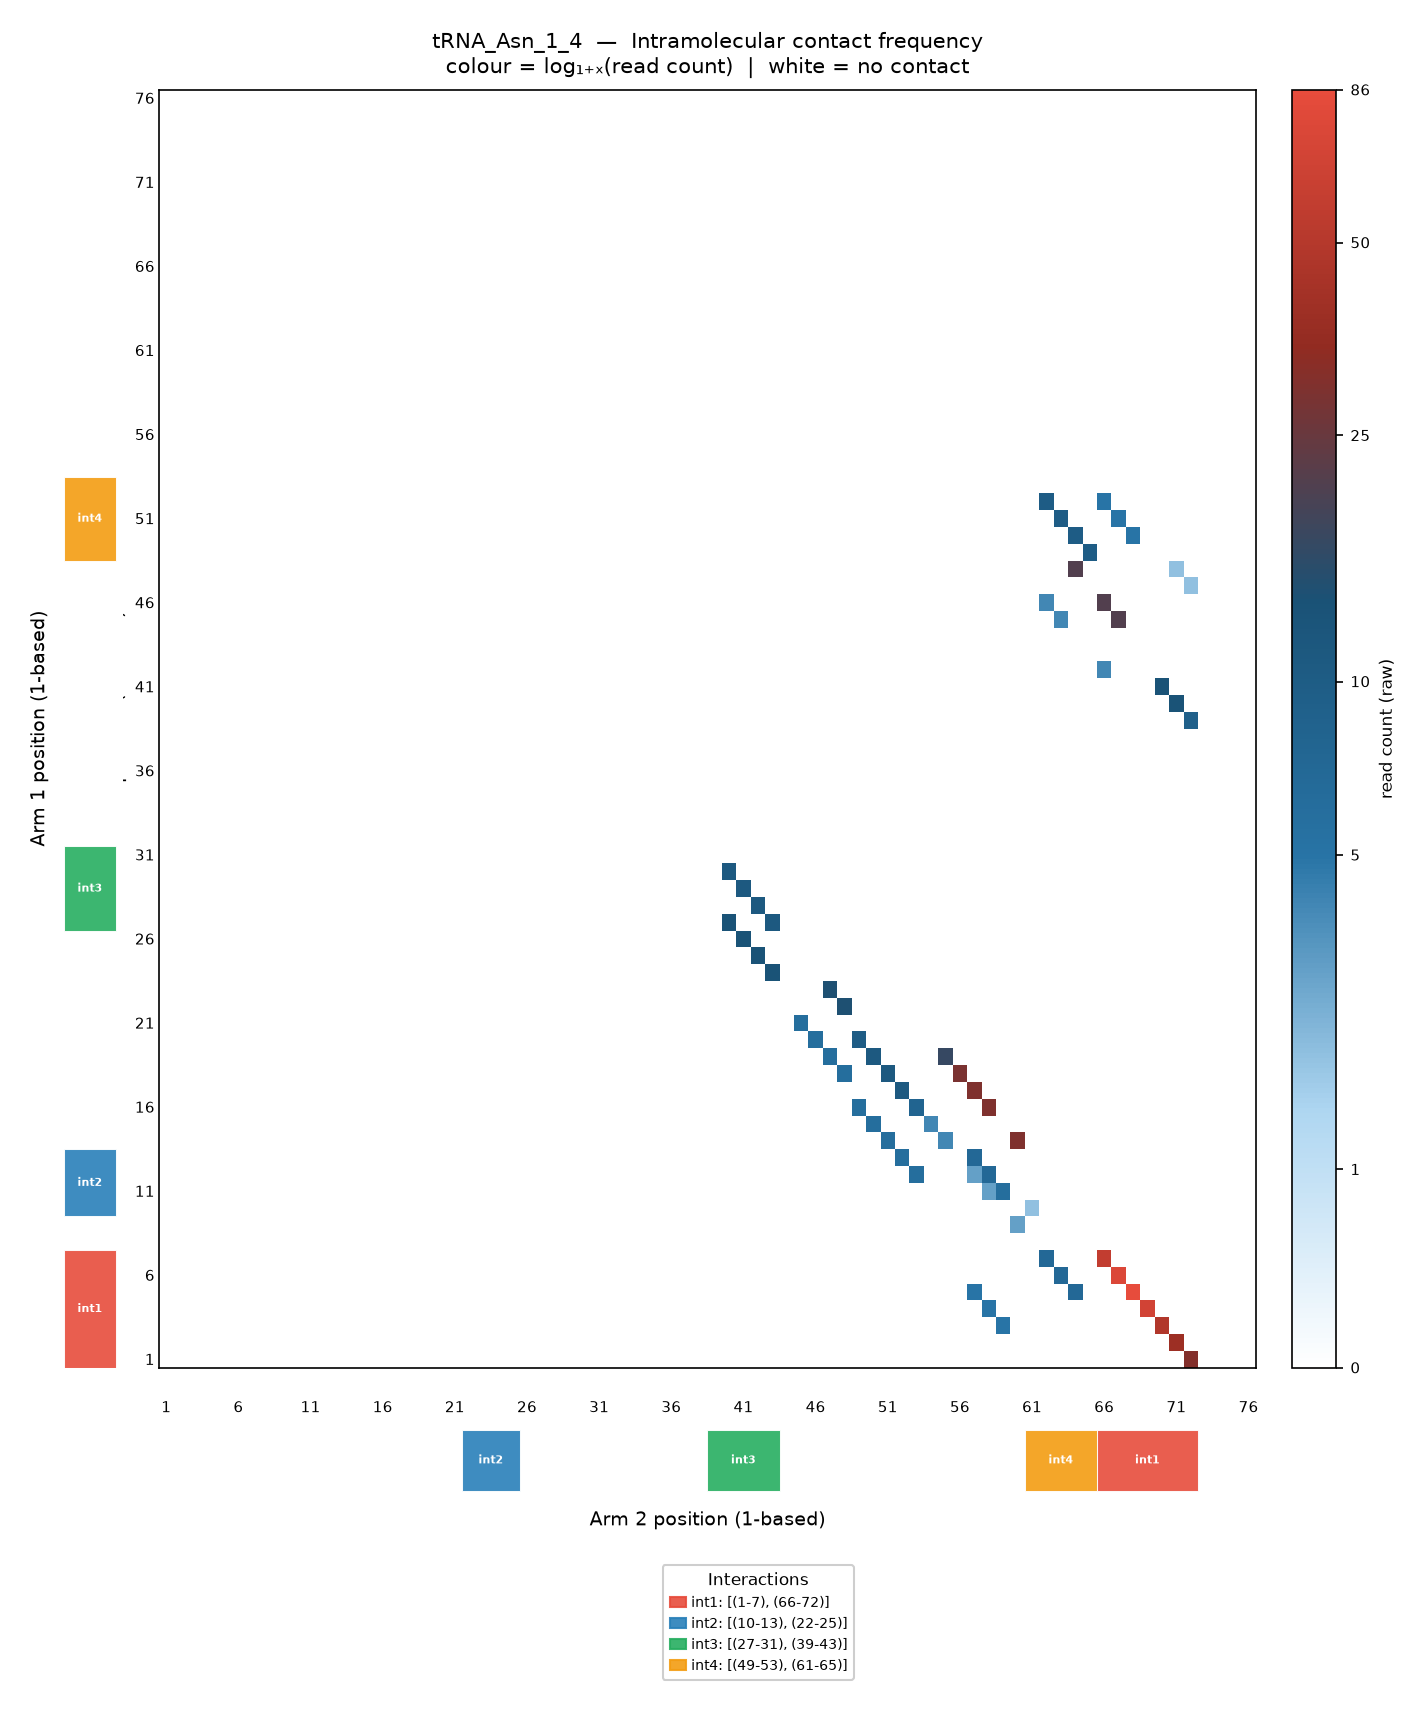 tRNA_Asn_1_4 — Intramolecular contact frequency
colour = log₁₊ₓ(read count) | white = no contact
76
71
66
61
56
51
46
41
36
31
26
21
16
11
6
1
Arm 1 position (1-based)
int4
int3
int2
int1
86
50
25
10
5
1
0
read count (raw)
1 6 11 16 21 26 31 36 41 46 51 56 61 66 71 76
int2 int3 int4 int1
Arm 2 position (1-based)
Interactions
int1: [(1-7), (66-72)]
int2: [(10-13), (22-25)]
int3: [(27-31), (39-43)]
int4: [(49-53), (61-65)]